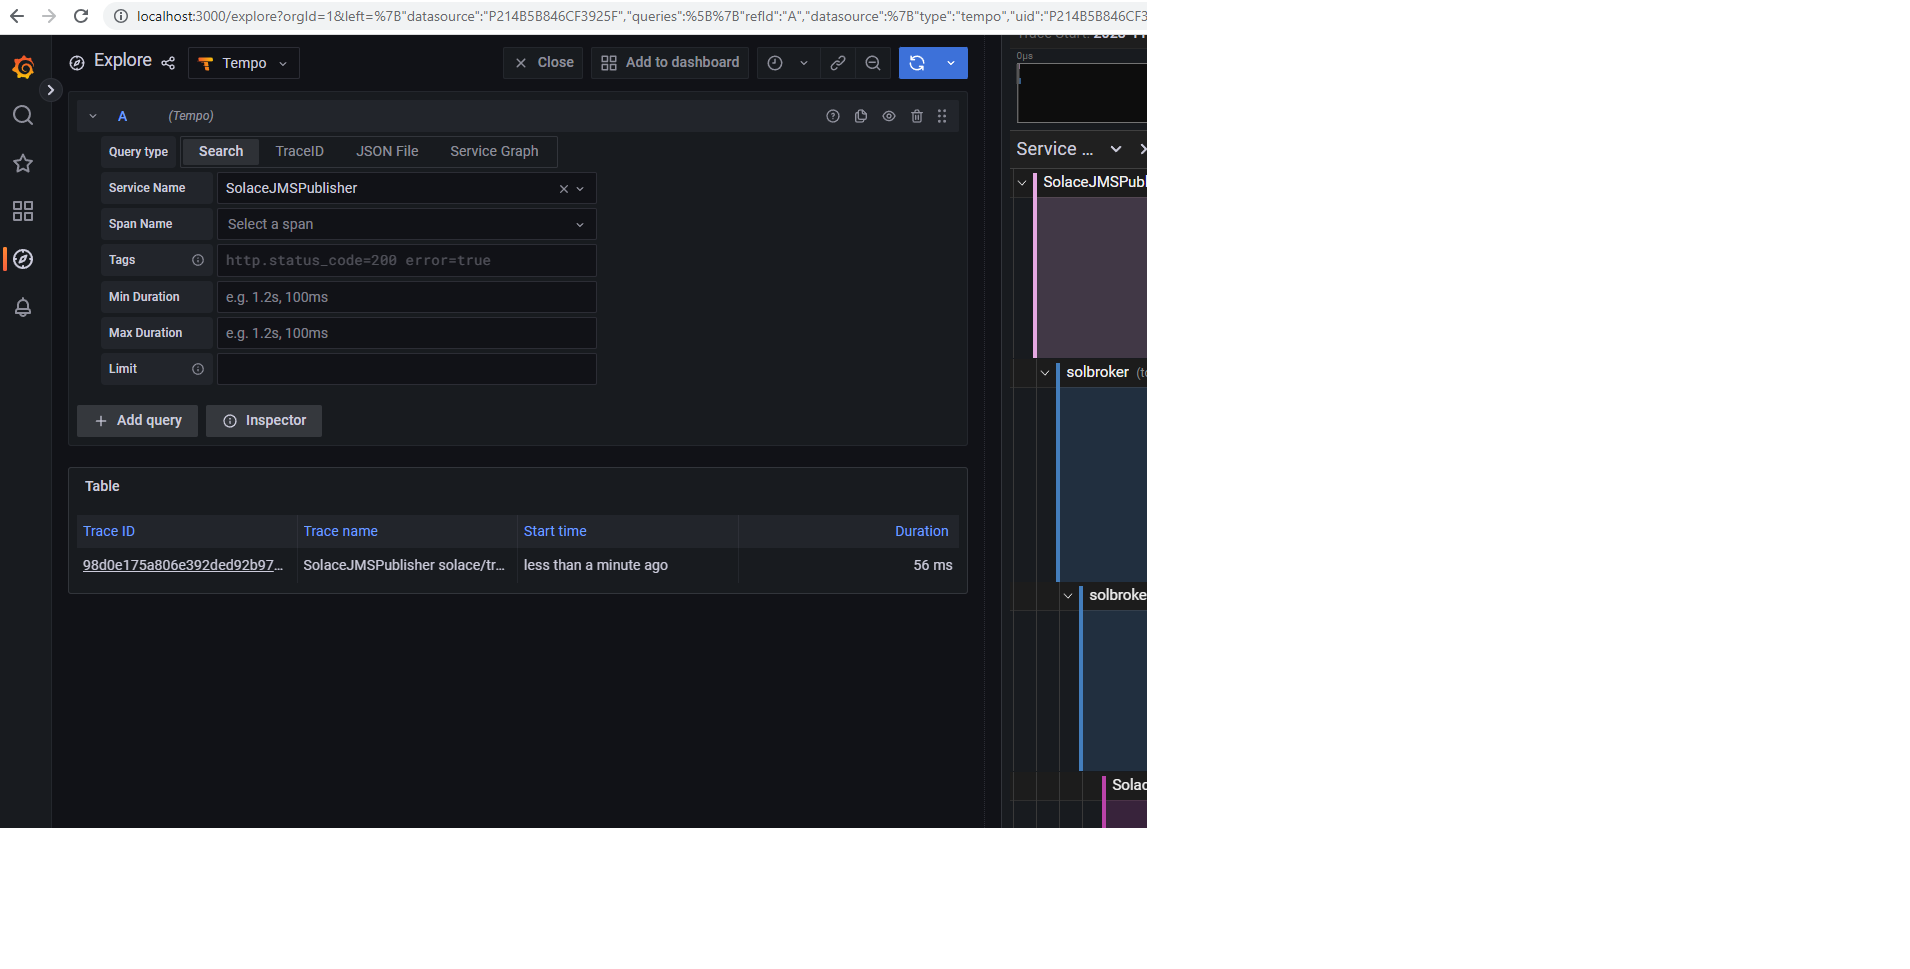 localhost:3000/explore?orgId=1&left=%7B"datasource":"P214B5B846CF3925F","queries":%5B%7B"refId":"A","datasource":%7B"type":"tempo","uid":"P214B5B846CF3
Explore
Tempo
Close
Add to dashboard
A
(Tempo)
Query type
Search
TraceID
JSON File
Service Graph
Service Name
SolaceJMSPublisher
Span Name
Select a span
Tags
http.status_code=200 error=true
Min Duration
e.g. 1.2s, 100ms
Max Duration
e.g. 1.2s, 100ms
Limit
Add query
Inspector
Table
Trace ID
Trace name
Start time
Duration
98d0e175a806e392ded92b97...
SolaceJMSPublisher solace/tr...
less than a minute ago
56 ms
0μs
Service ...
SolaceJMSPubl
solbroker (to
solbroke
Solac